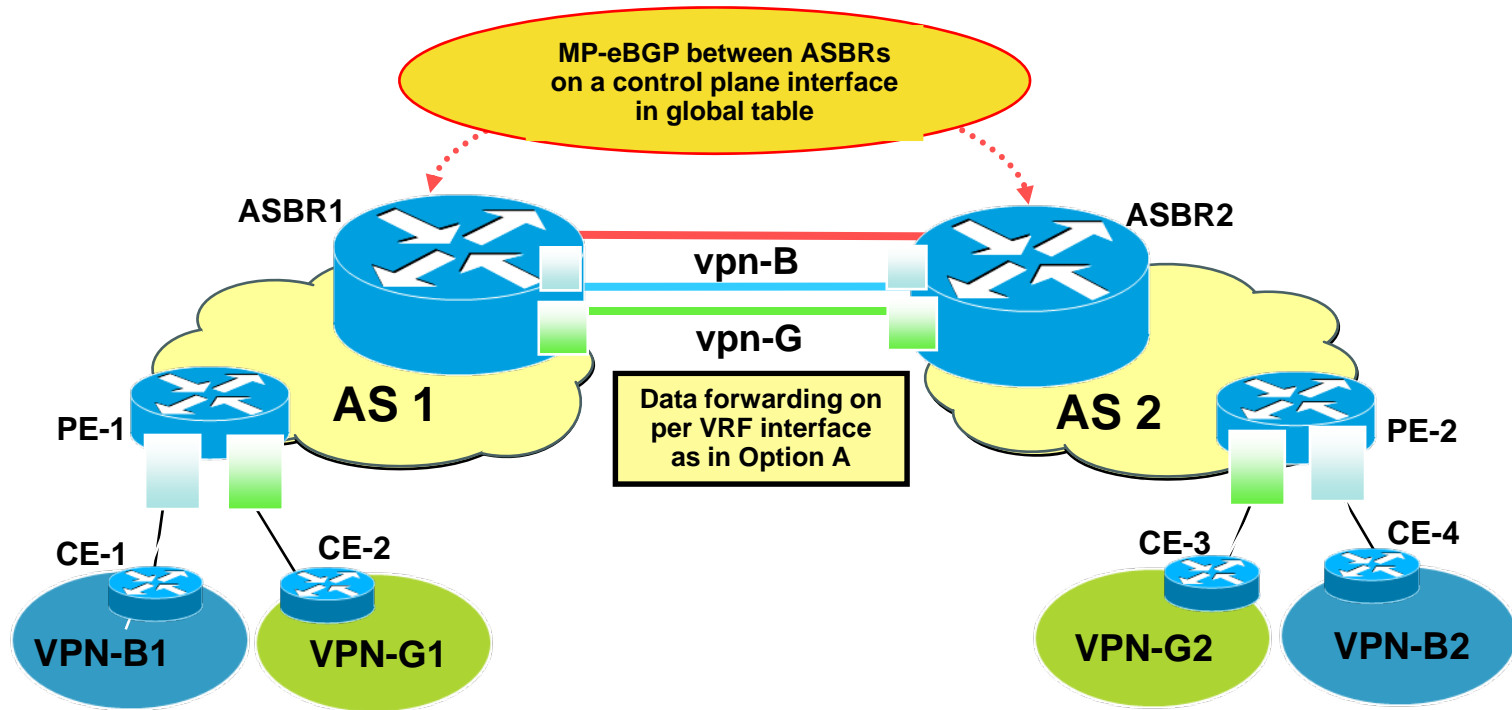 MP-eBGP between ASBRs
on a control plane interface
in global table
ASBR1
ASBR2
vpn-B
vpn-G
AS 1
AS 2
Data forwarding on
per VRF interface
as in Option A
PE-1
PE-2
CE-1
CE-2
CE-3
CE-4
VPN-B1
VPN-G1
VPN-G2
VPN-B2